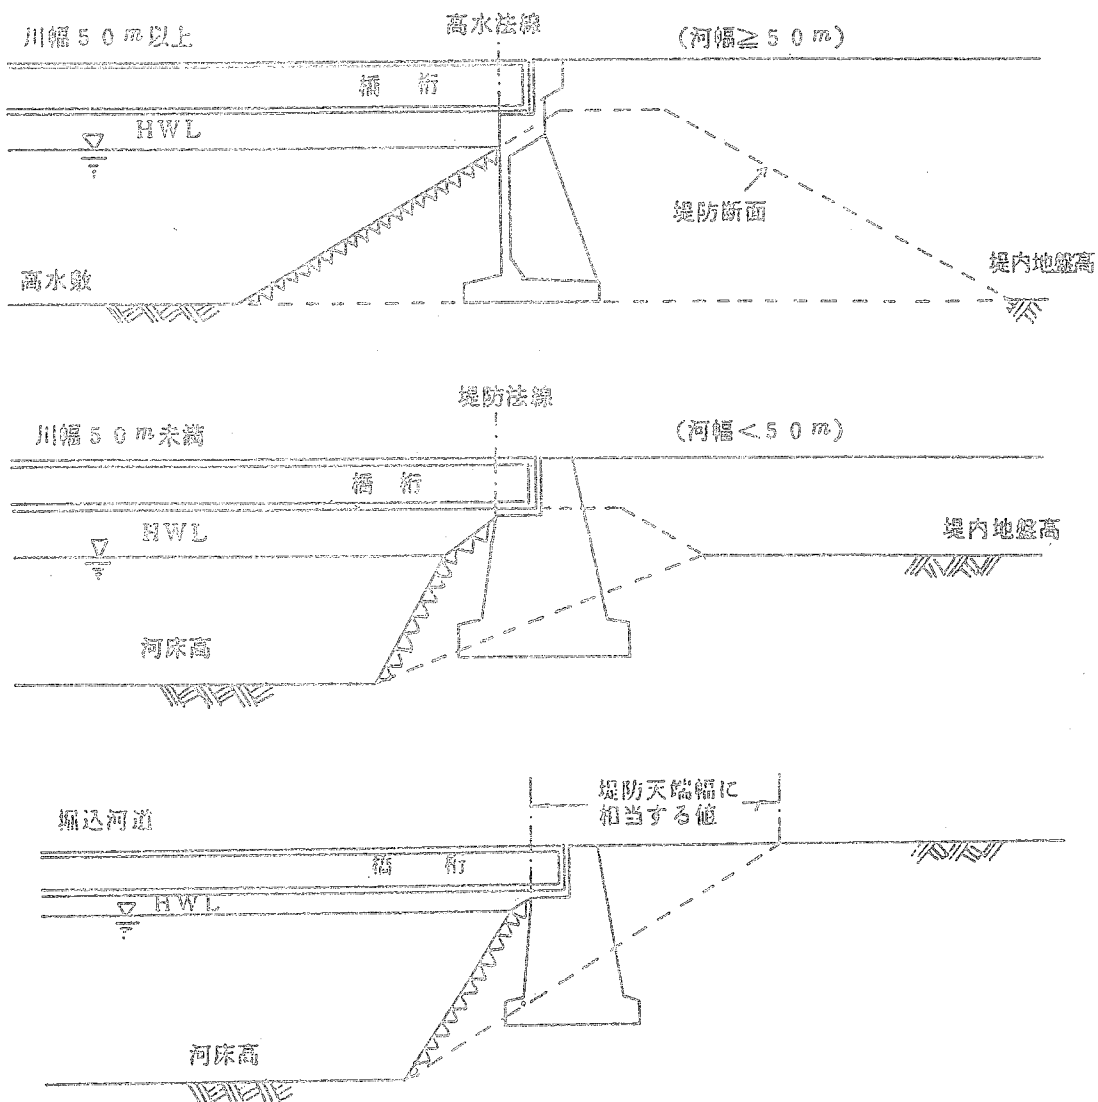 川幅50m以上
高水法線
(河幅≧50m)
橋 桁
HWL
堤防断面
高水敷
堤内地盤高
堤防法線
川幅50m未満
(河幅<50m)
橋 桁
HWL
堤内地盤高
河床高
堀込河道
堤防天端幅に
相当する値
橋 桁
HWL
河床高